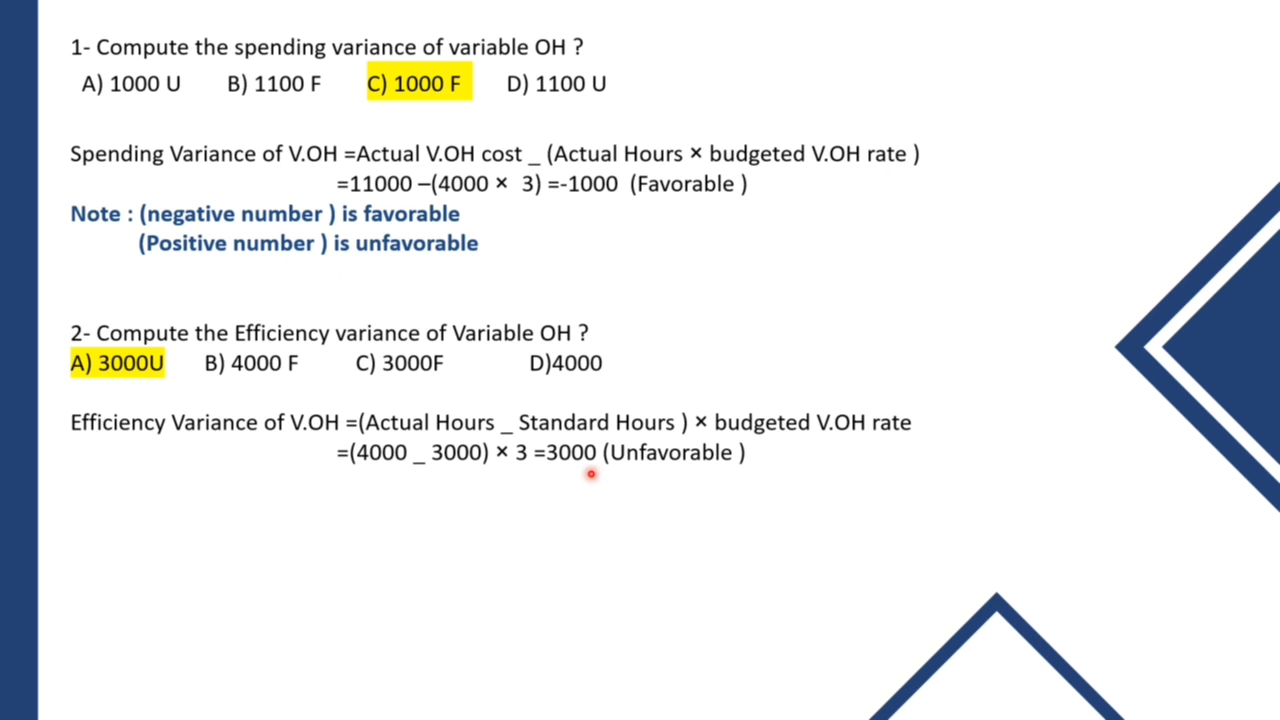 1- Compute the spending variance of variable OH ?
A) 1000 U B) 1100 F C) 1000 F D) 1100 U
Spending Variance of V.OH =Actual V.OH cost _ (Actual Hours × budgeted V.OH rate )
=11000 –(4000 × 3) =-1000 (Favorable )
Note : (negative number ) is favorable
(Positive number ) is unfavorable
2- Compute the Efficiency variance of Variable OH ?
A) 3000U B) 4000 F C) 3000F D)4000
Efficiency Variance of V.OH =(Actual Hours _ Standard Hours ) × budgeted V.OH rate
=(4000 _ 3000) × 3 =3000 (Unfavorable )